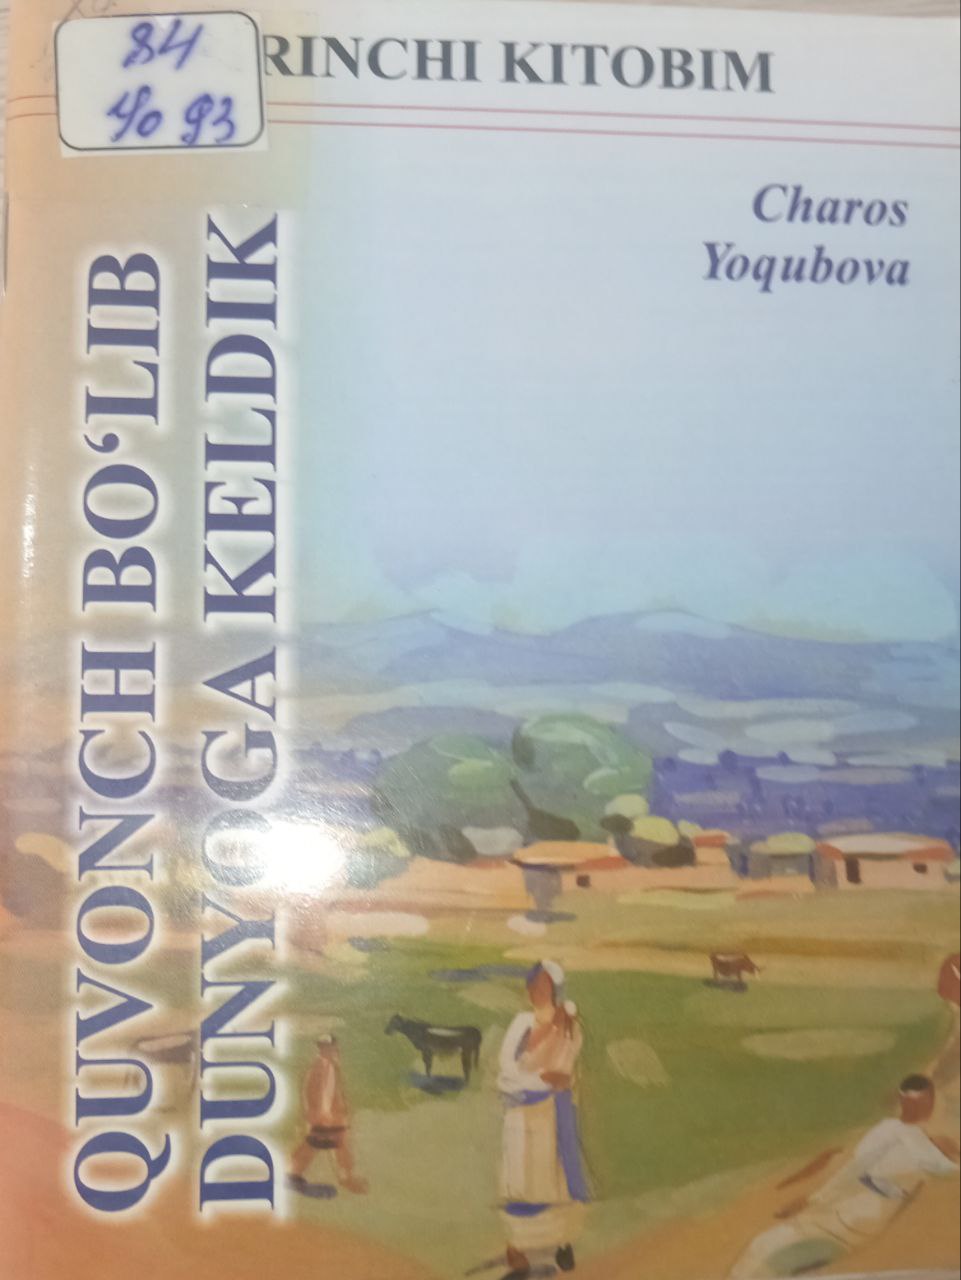 84
Yo 93
RINCHI KITOBIM
Charos
Yoqubova
QUVONCH BO‘LIB
DUNYOGA KELDIK